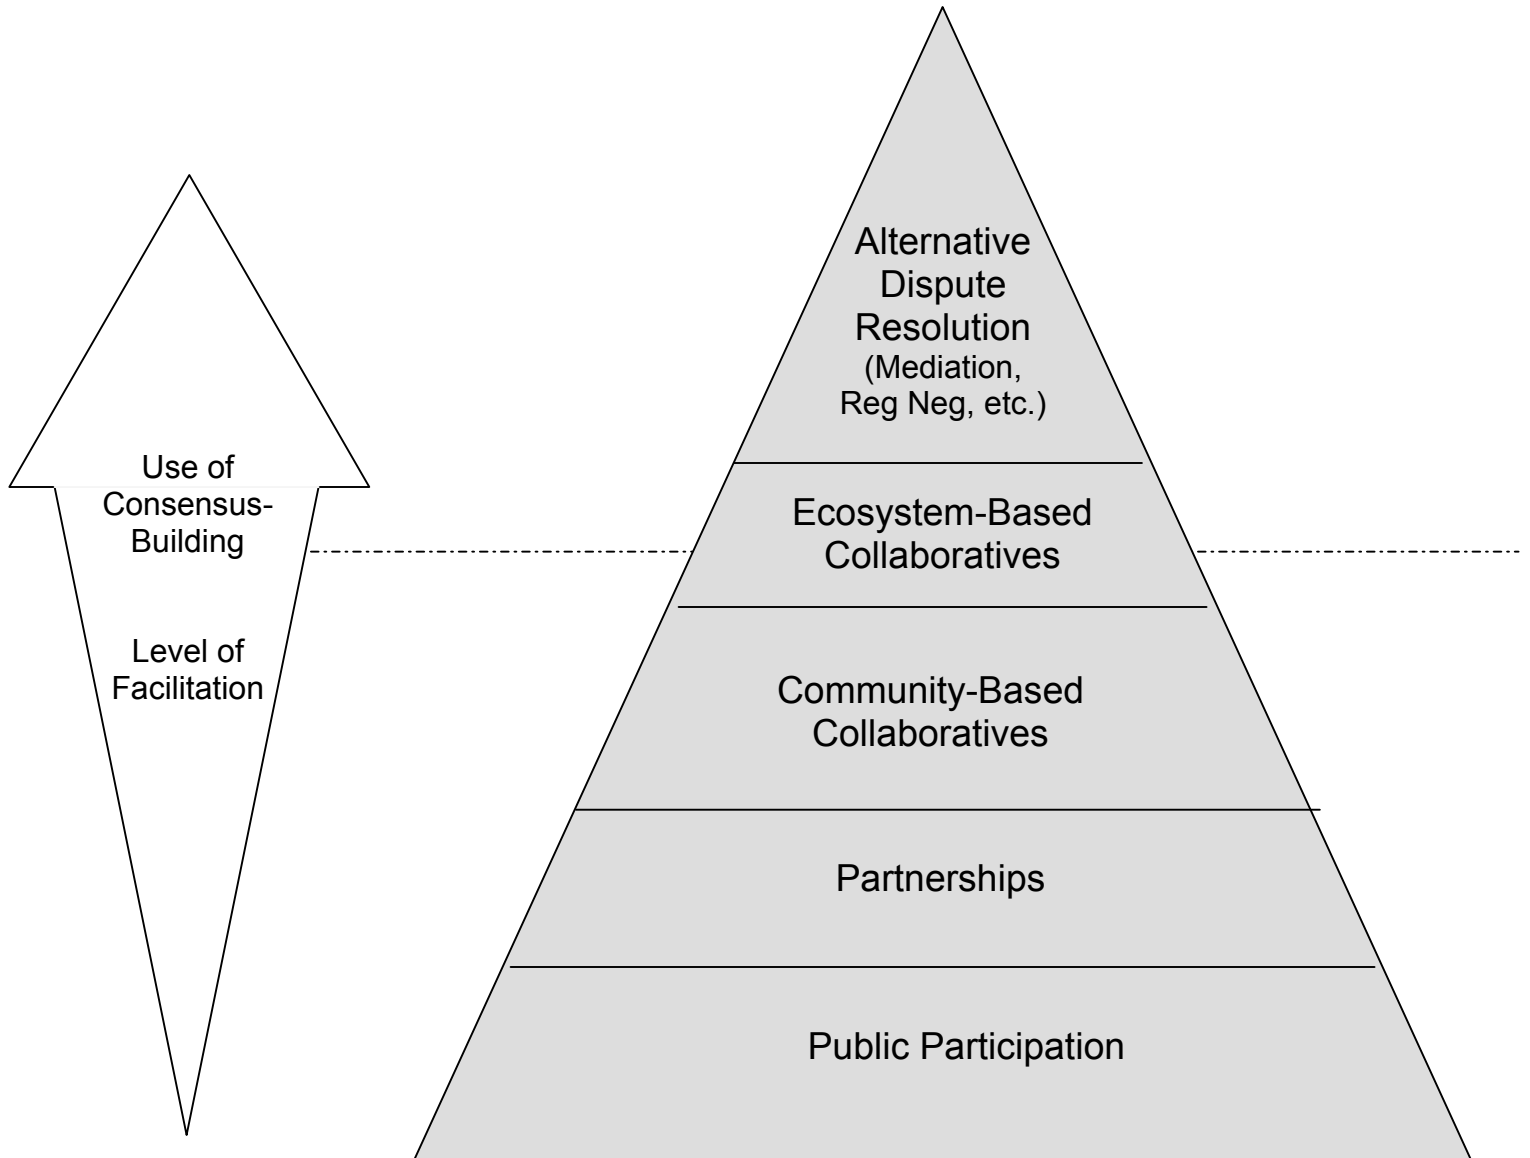 Alternative
Dispute
Resolution
(Mediation,
Reg Neg, etc.)
Use of
Consensus-
Building
Ecosystem-Based
Collaboratives
Level of
Facilitation
Community-Based
Collaboratives
Partnerships
Public Participation